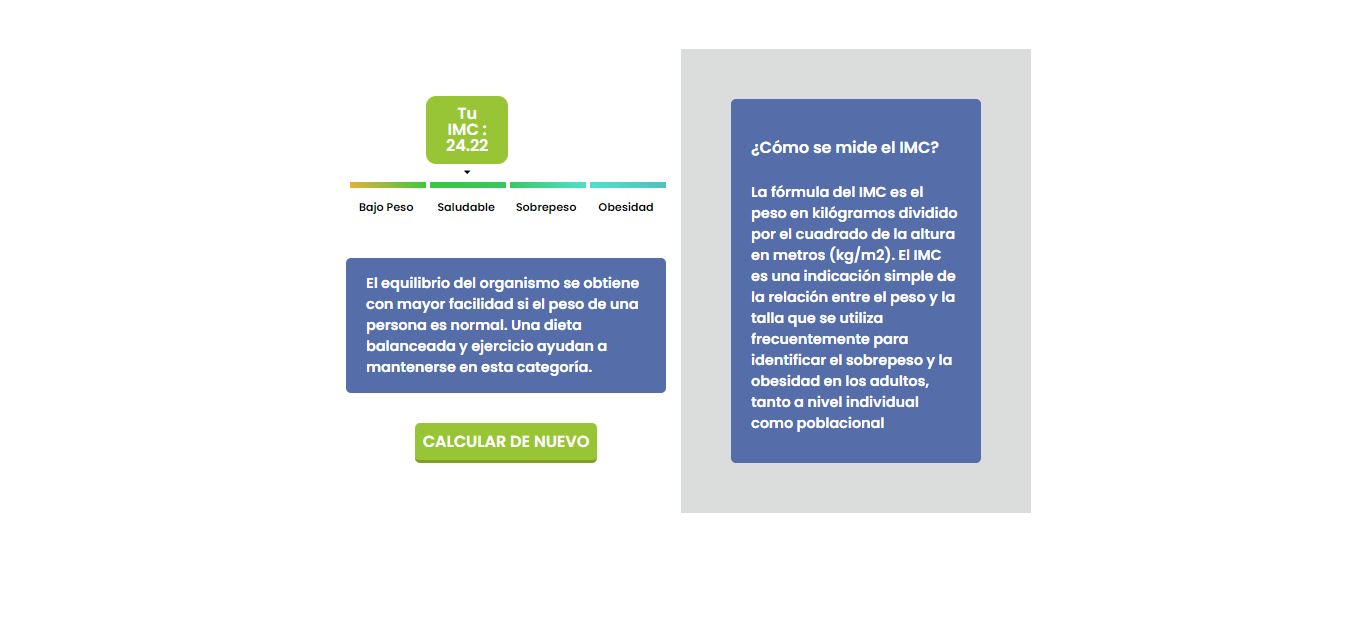 Tu
IMC :
24.22
Bajo Peso
Saludable
Sobrepeso
Obesidad
El equilibrio del organismo se obtiene
con mayor facilidad si el peso de una
persona es normal. Una dieta
balanceada y ejercicio ayudan a
mantenerse en esta categoría.
CALCULAR DE NUEVO
¿Cómo se mide el IMC?
La fórmula del IMC es el
peso en kilógramos dividido
por el cuadrado de la altura
en metros (kg/m2). El IMC
es una indicación simple de
la relación entre el peso y la
talla que se utiliza
frecuentemente para
identificar el sobrepeso y la
obesidad en los adultos,
tanto a nivel individual
como poblacional